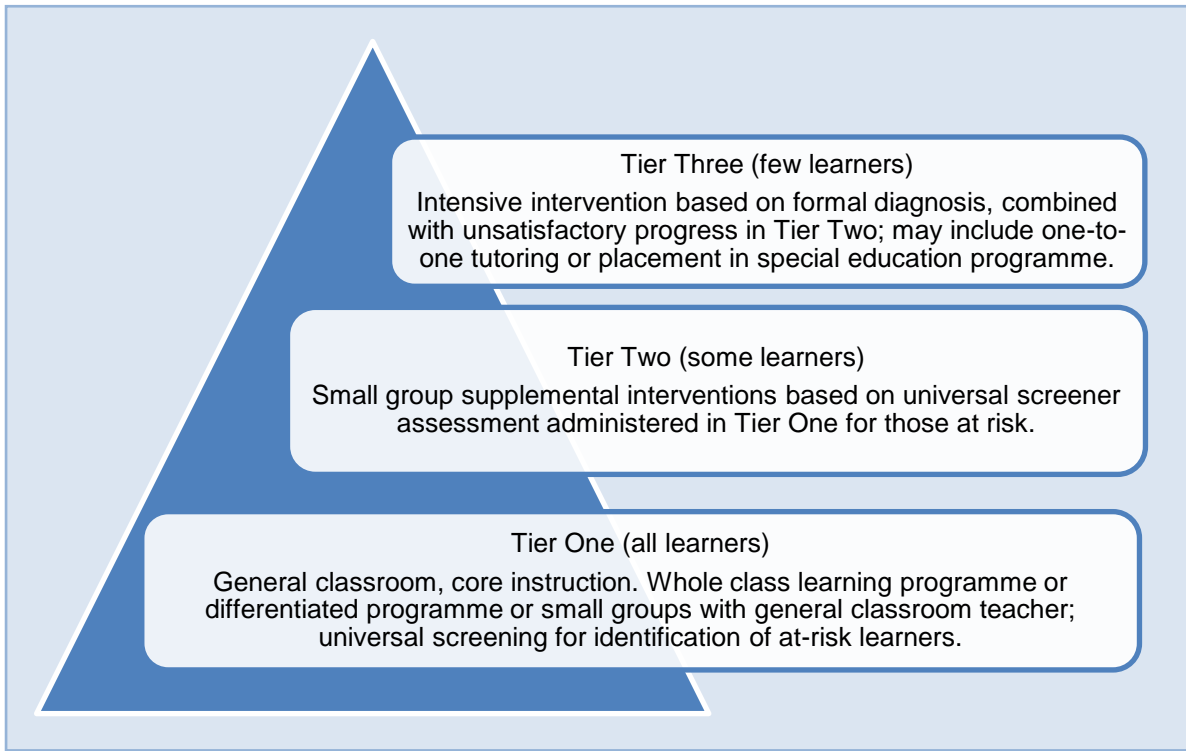 Tier Three (few learners)
Intensive intervention based on formal diagnosis, combined
with unsatisfactory progress in Tier Two; may include one-to-
one tutoring or placement in special education programme.
Tier Two (some learners)
Small group supplemental interventions based on universal screener
assessment administered in Tier One for those at risk.
Tier One (all learners)
General classroom, core instruction. Whole class learning programme or
differentiated programme or small groups with general classroom teacher;
universal screening for identification of at-risk learners.